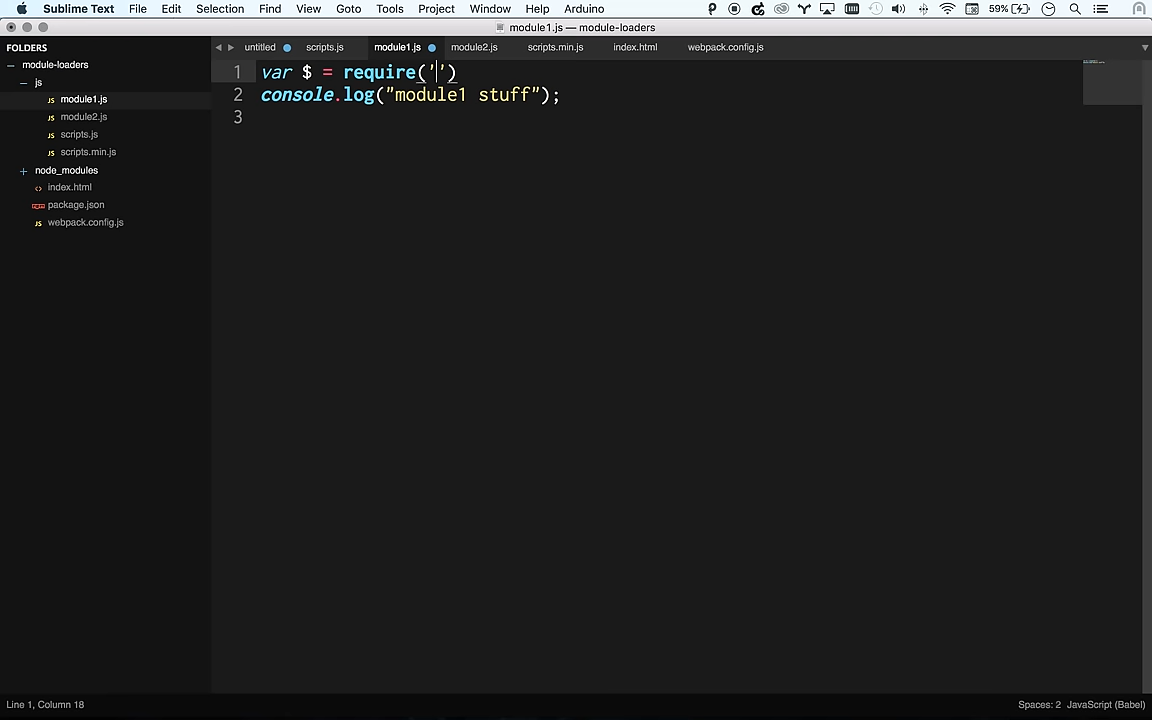 Sublime Text File Edit Selection Find View Goto Tools Project Window Help Arduino 59%
module1.js — module-loaders
FOLDERS
module-loaders
js
module1.js
module2.js
scripts.js
scripts.min.js
node_modules
index.html
package.json
webpack.config.js
untitled scripts.js module1.js module2.js scripts.min.js index.html webpack.config.js
1 var $ = require('')
2 console.log("module1 stuff");
3
Line 1, Column 18
Spaces: 2 JavaScript (Babel)